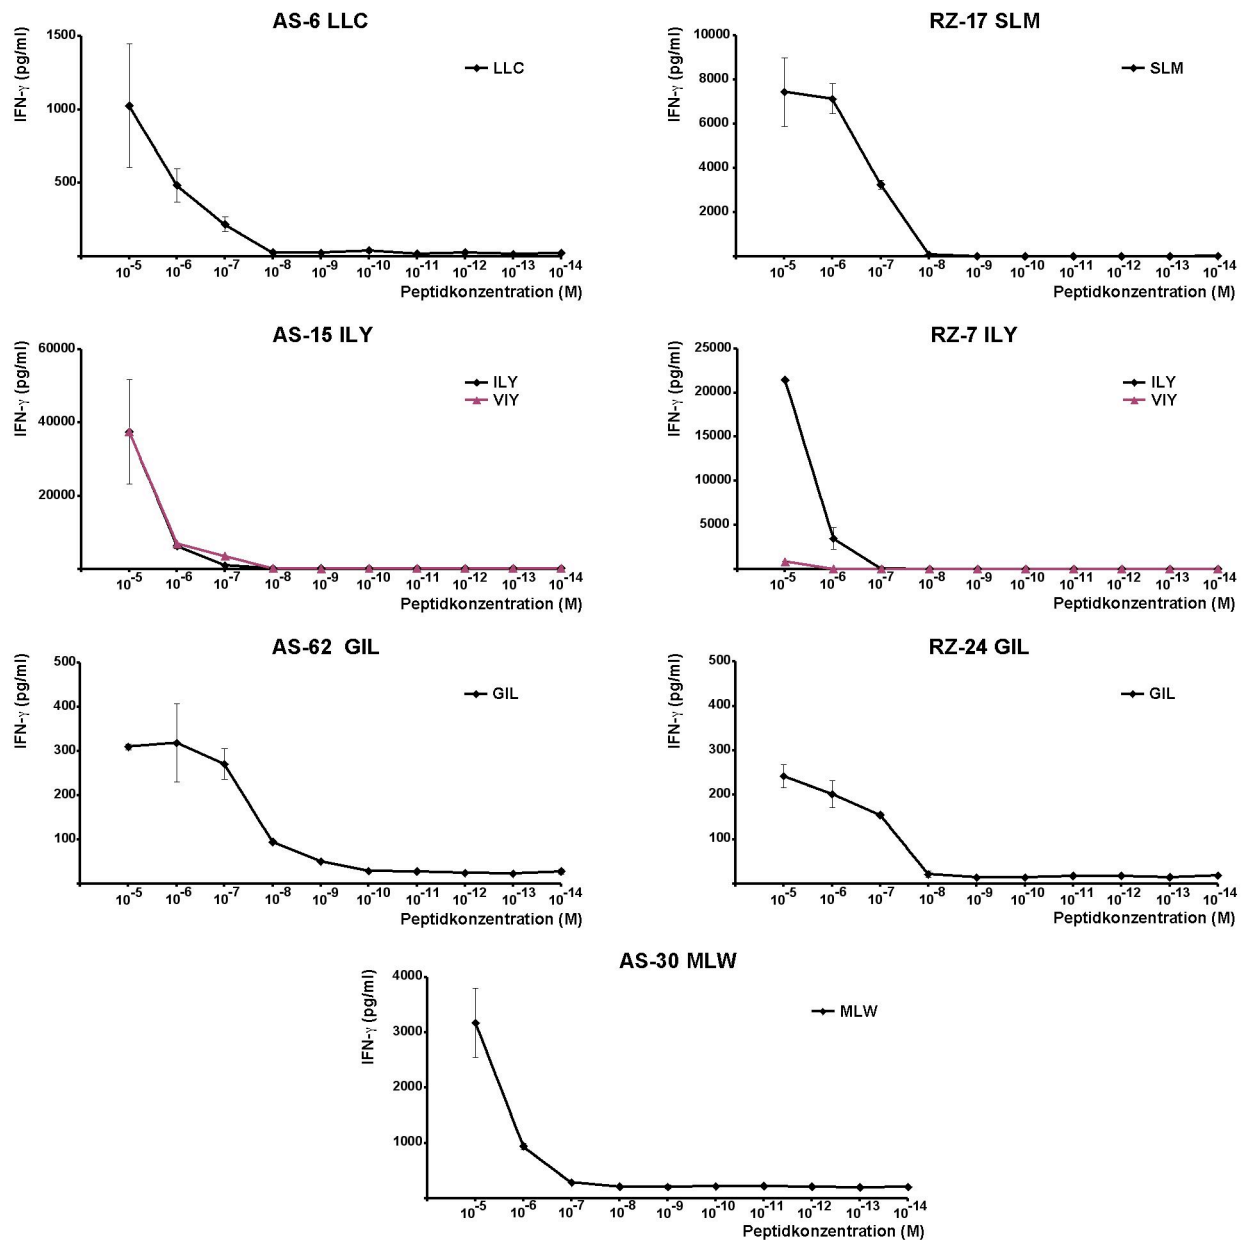 AS-6 LLC
IFN-γ (pg/ml)
1500
1000
500
LLC
10-5 10-6 10-7 10-8 10-9 10-10 10-11 10-12 10-13 10-14
Peptidkonzentration (M)
RZ-17 SLM
IFN-γ (pg/ml)
10000
8000
6000
4000
2000
SLM
10-5 10-6 10-7 10-8 10-9 10-10 10-11 10-12 10-13 10-14
Peptidkonzentration (M)
AS-15 ILY
IFN-γ (pg/ml)
60000
40000
20000
ILY
VIY
10-5 10-6 10-7 10-8 10-9 10-10 10-11 10-12 10-13 10-14
Peptidkonzentration (M)
RZ-7 ILY
IFN-γ (pg/ml)
25000
20000
15000
10000
5000
ILY
VIY
10-5 10-6 10-7 10-8 10-9 10-10 10-11 10-12 10-13 10-14
Peptidkonzentration (M)
AS-62 GIL
IFN-γ (pg/ml)
500
400
300
200
100
GIL
10-5 10-6 10-7 10-8 10-9 10-10 10-11 10-12 10-13 10-14
Peptidkonzentration (M)
RZ-24 GIL
IFN-γ (pg/ml)
500
400
300
200
100
GIL
10-5 10-6 10-7 10-8 10-9 10-10 10-11 10-12 10-13 10-14
Peptidkonzentration (M)
AS-30 MLW
IFN-γ (pg/ml)
4000
3000
2000
1000
MLW
10-5 10-6 10-7 10-8 10-9 10-10 10-11 10-12 10-13 10-14
Peptidkonzentration (M)